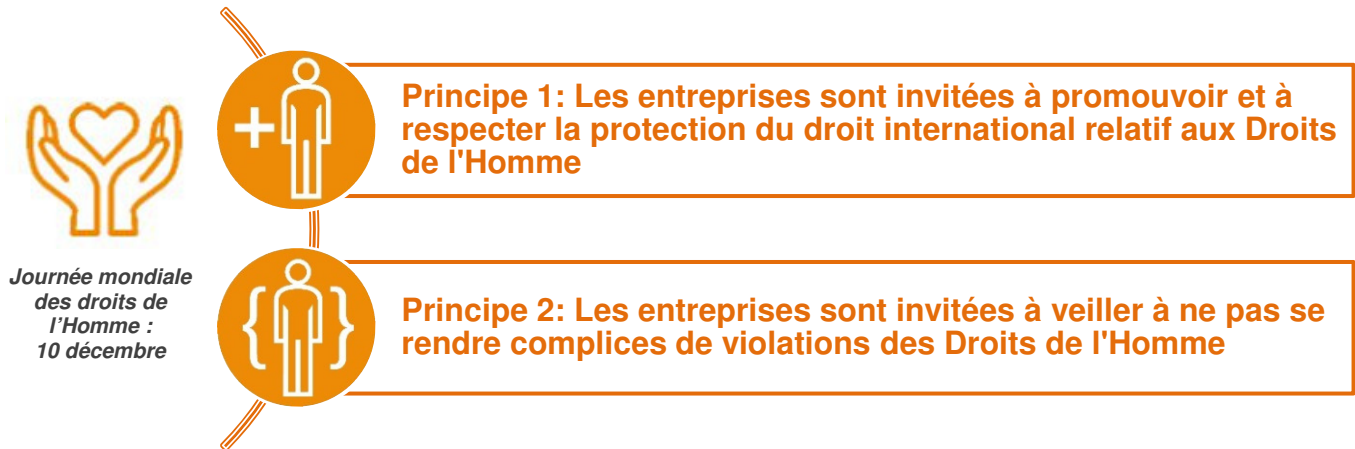 Principe 1: Les entreprises sont invitées à promouvoir et à
respecter la protection du droit international relatif aux Droits
de l'Homme
Journée mondiale
des droits de
l’Homme :
10 décembre
Principe 2: Les entreprises sont invitées à veiller à ne pas se
rendre complices de violations des Droits de l'Homme